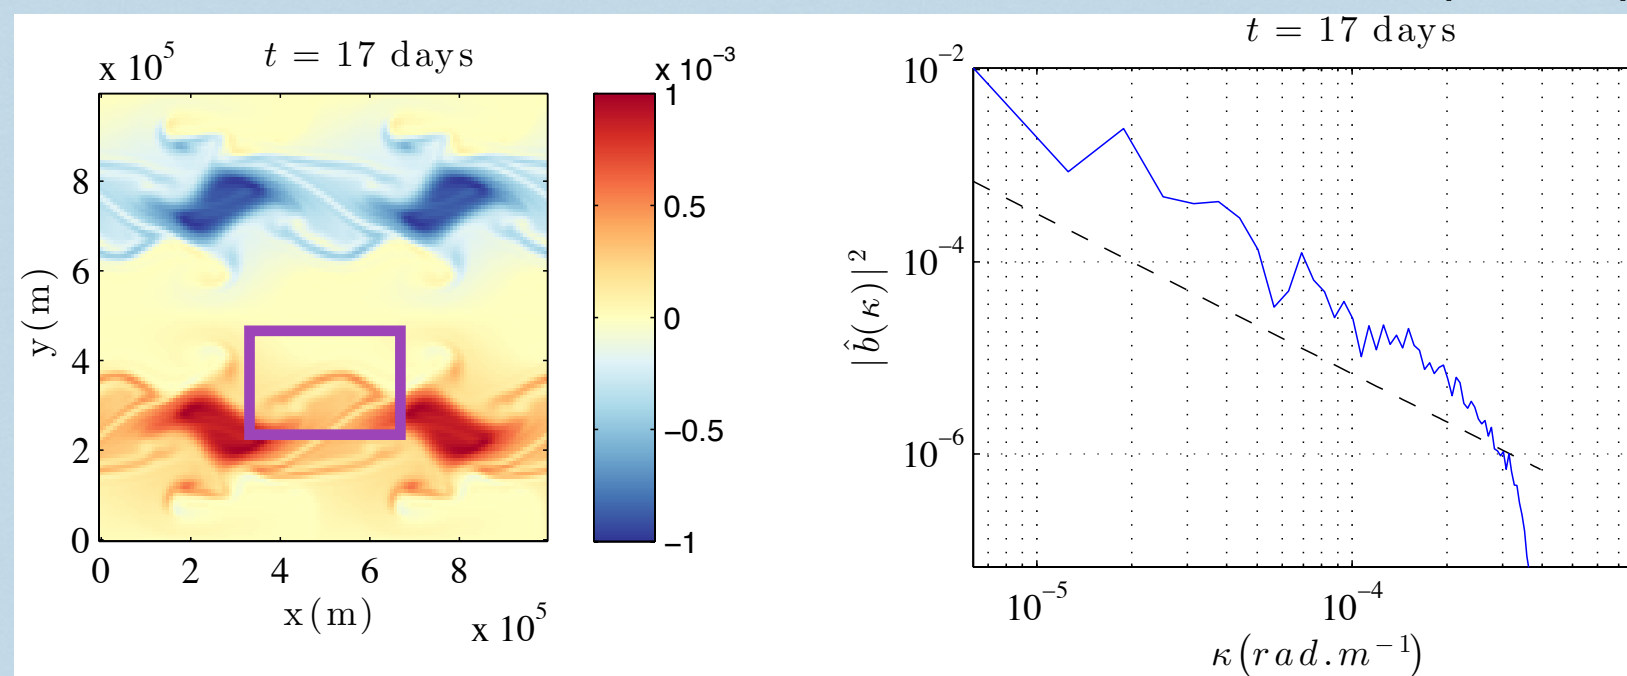 t = 17 days
x 10^5
x 10^−3
y(m)
8
6
4
2
0
0 2 4 6 8
x(m)
x 10^5
1
0.5
0
−0.5
−1
t = 17 days
|b̂(κ)|^2
10^−2
10^−4
10^−6
10^−5 10^−4
κ(rad.m^−1)